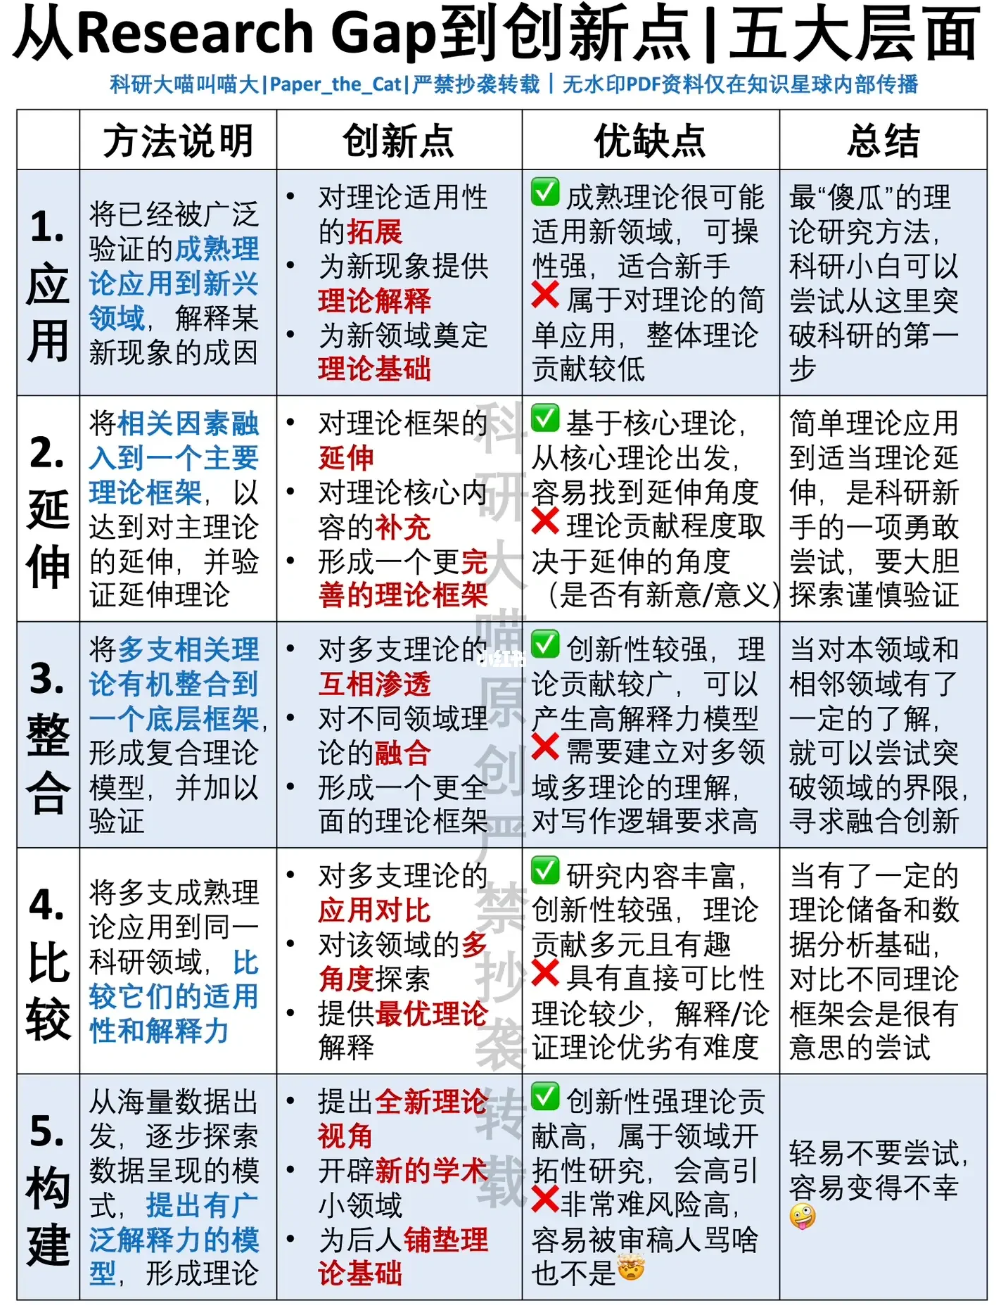 从Research Gap到创新点|五大层面
科研大喵叫喵大|Paper_the_Cat|严禁抄袭转载丨无水印PDF资料仅在知识星球内部传播
方法说明
创新点
优缺点
总结
1.
应
用
将已经被广泛
验证的成熟理
论应用到新兴
领域，解释某
新现象的成因
• 对理论适用性
的拓展
• 为新现象提供
理论解释
• 为新领域奠定
理论基础
✅ 成熟理论很可能
适用新领域，可操
作性强，适合新手
❌ 属于对理论的简
单应用，整体理论
贡献较低
最“傻瓜”的理
论研究方法，
科研小白可以
尝试从这里突
破科研的第一
步
2.
延
伸
将相关因素融
入到一个主要
理论框架，以
达到对主理论
的延伸，并验
证延伸理论
• 对理论框架的
延伸
• 对理论核心内
容的补充
• 形成一个更完
善的理论框架
✅ 基于核心理论，
从核心理论出发，
容易找到延伸角度
❌ 理论贡献程度取
决于延伸的角度
（是否有新意/意义）
简单理论应用
到适当理论延
伸，是科研新
手的一项勇敢
尝试，要大胆
探索谨慎验证
3.
整
合
将多支相关理
论有机整合到
一个底层框架，
形成复合理论
模型，并加以
验证
• 对多支理论的
互相渗透
• 对不同领域理
论的融合
• 形成一个更全
面的理论框架
✅ 创新性较强，理
论贡献较广，可以
产生高解释力模型
❌ 需要建立对多领
域多理论的理解，
对写作逻辑要求高
当对本领域和
相邻领域有了
一定的了解，
就可以尝试突
破领域的界限，
寻求融合创新
4.
比
较
将多支成熟理
论应用到同一
科研领域，比
较它们的适用
性和解释力
• 对多支理论的
应用对比
• 对该领域的多
角度探索
• 提供最优理论
解释
✅ 研究内容丰富，
创新性较强，理论
贡献多元且有趣
❌ 具有直接可比性
理论较少，解释/论
证理论优劣有难度
当有了一定的
理论储备和数
据分析基础，
对比不同理论
框架会是很有
意思的尝试
5.
构
建
从海量数据出
发，逐步探索
数据呈现的模
式，提出有广
泛解释力的模
型，形成理论
• 提出全新理论
视角
• 开辟新的学术
小领域
• 为后人铺垫理
论基础
✅ 创新性强理论贡
献高，属于领域开
拓性研究，会高引
❌非常难风险高，
容易被审稿人骂啥
也不是🤯
轻易不要尝试，
容易变得不幸
🤪
科研大喵原创严禁抄袭转载
小红书